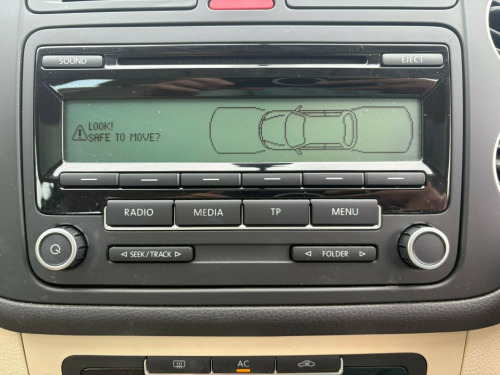 SOUND
EJECT
LOOK!
SAFE TO MOVE?
RADIO MEDIA TP MENU
SEEK/TRACK
FOLDER
AC